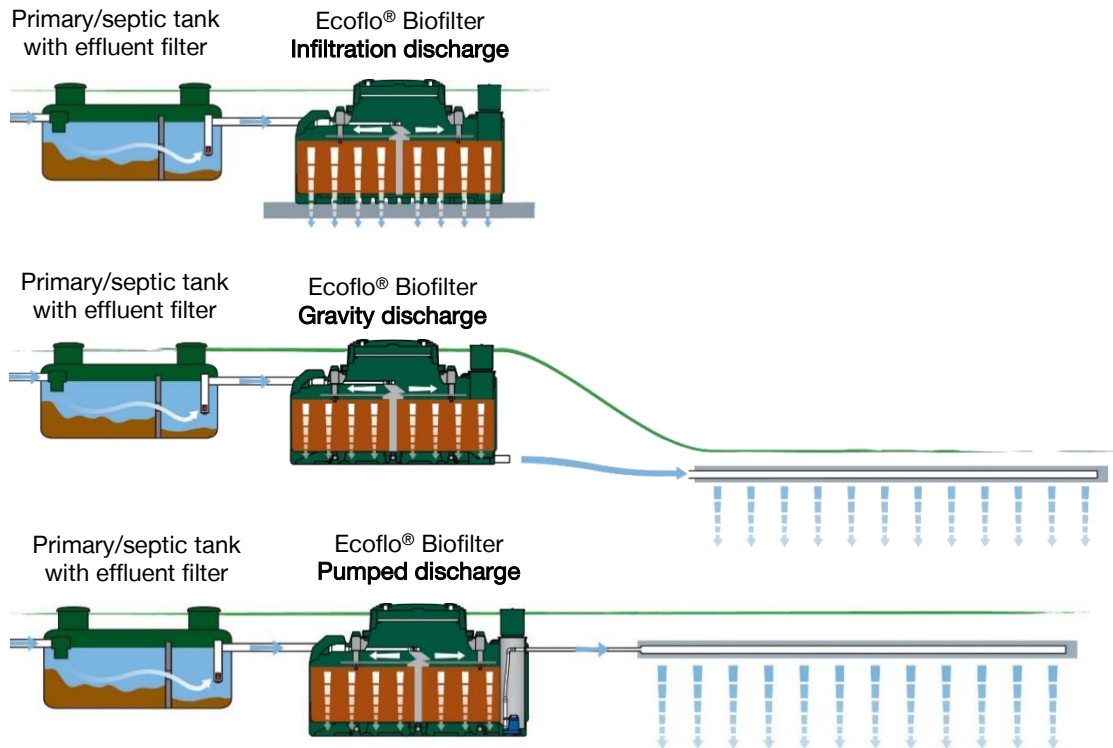 Primary/septic tank
with effluent filter
Ecoflo® Biofilter
Infiltration discharge
Primary/septic tank
with effluent filter
Ecoflo® Biofilter
Gravity discharge
Primary/septic tank
with effluent filter
Ecoflo® Biofilter
Pumped discharge